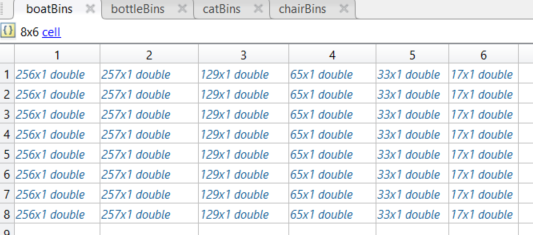 boatBins bottleBins catBins chairBins
8x6 cell
1 2 3 4 5 6
1 256x1 double 257x1 double 129x1 double 65x1 double 33x1 double 17x1 double
2 256x1 double 257x1 double 129x1 double 65x1 double 33x1 double 17x1 double
3 256x1 double 257x1 double 129x1 double 65x1 double 33x1 double 17x1 double
4 256x1 double 257x1 double 129x1 double 65x1 double 33x1 double 17x1 double
5 256x1 double 257x1 double 129x1 double 65x1 double 33x1 double 17x1 double
6 256x1 double 257x1 double 129x1 double 65x1 double 33x1 double 17x1 double
7 256x1 double 257x1 double 129x1 double 65x1 double 33x1 double 17x1 double
8 256x1 double 257x1 double 129x1 double 65x1 double 33x1 double 17x1 double
9